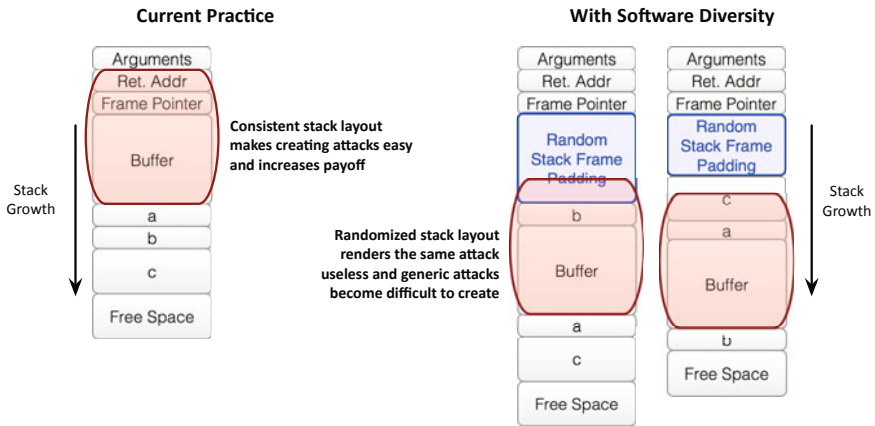 Current Practice
Arguments
Ret. Addr
Frame Pointer
Buffer
a
b
c
Free Space
Stack
Growth
Consistent stack layout
makes creating attacks easy
and increases payoff
With Software Diversity
Arguments
Ret. Addr
Frame Pointer
Random
Stack Frame
Padding
b
Buffer
a
c
Free Space
Randomized stack layout
renders the same attack
useless and generic attacks
become difficult to create
Arguments
Ret. Addr
Frame Pointer
Random
Stack Frame
Padding
c
a
Buffer
b
Free Space
Stack
Growth